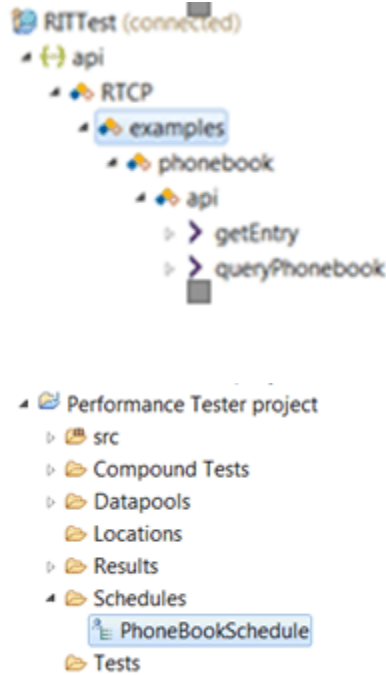 RITTest (connected)
api
RTCP
examples
phonebook
api
getEntry
queryPhonebook
Performance Tester project
src
Compound Tests
Datapools
Locations
Results
Schedules
PhoneBookSchedule
Tests